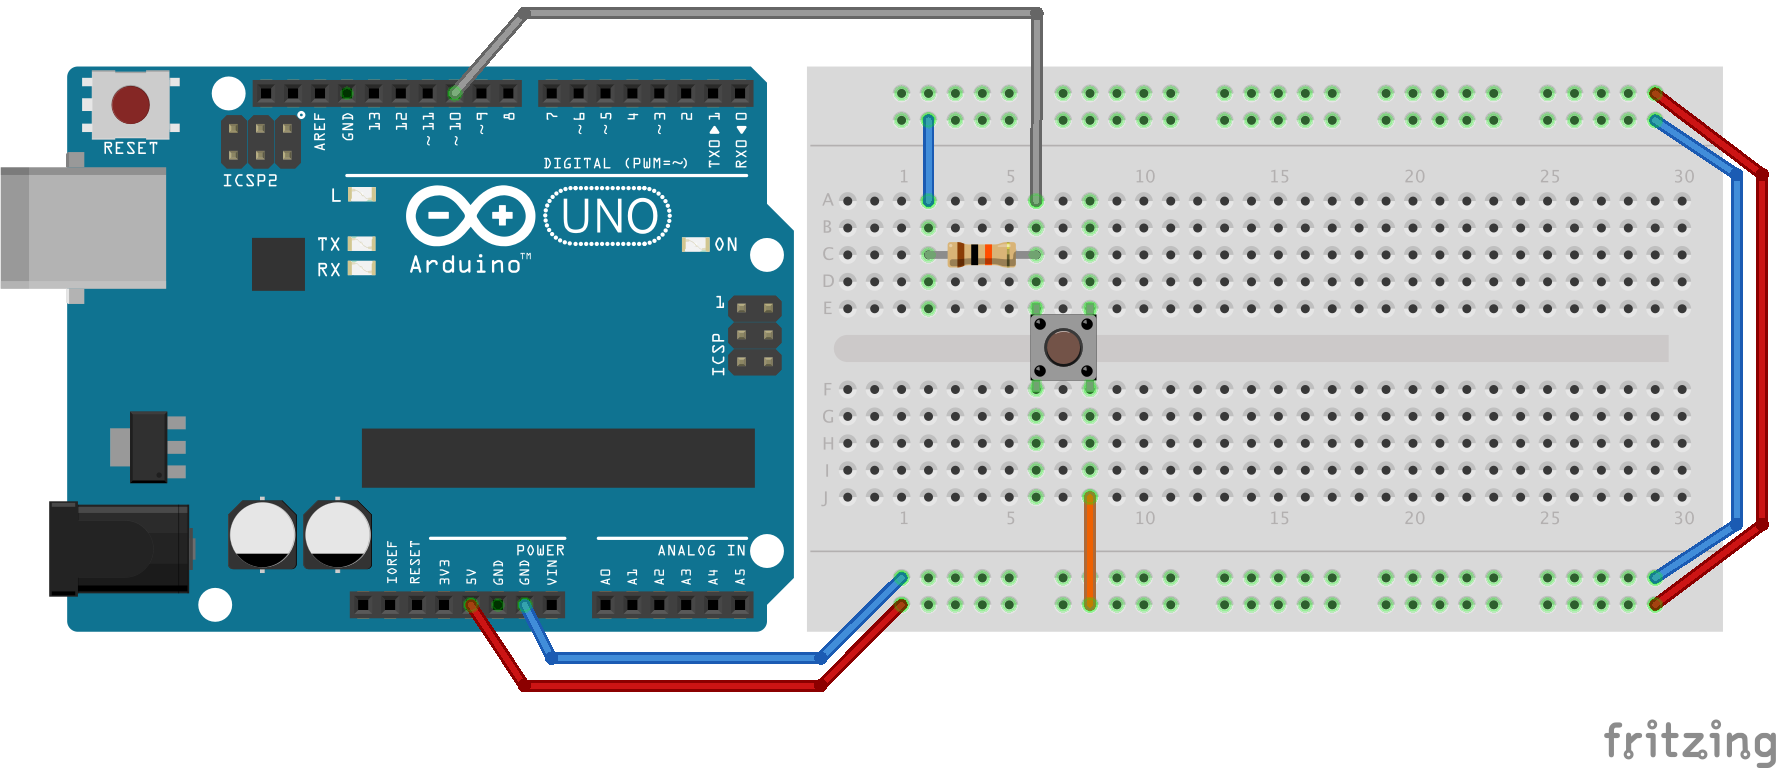 RESET
ICSP2
AREF
GND
13
12
~11
~10
~9
8
7
~6
~5
4
~3
2
TX0▶1
RX0◀0
DIGITAL (PWM=~)
L
TX
RX
UNO
Arduino™
ON
1
ICSP
POWER
ANALOG IN
IOREF
RESET
3V3
5V
GND
GND
VIN
A0
A1
A2
A3
A4
A5
1 5 10 15 20 25 30
A
B
C
D
E
F
G
H
I
J
1 5 10 15 20 25 30
fritzing